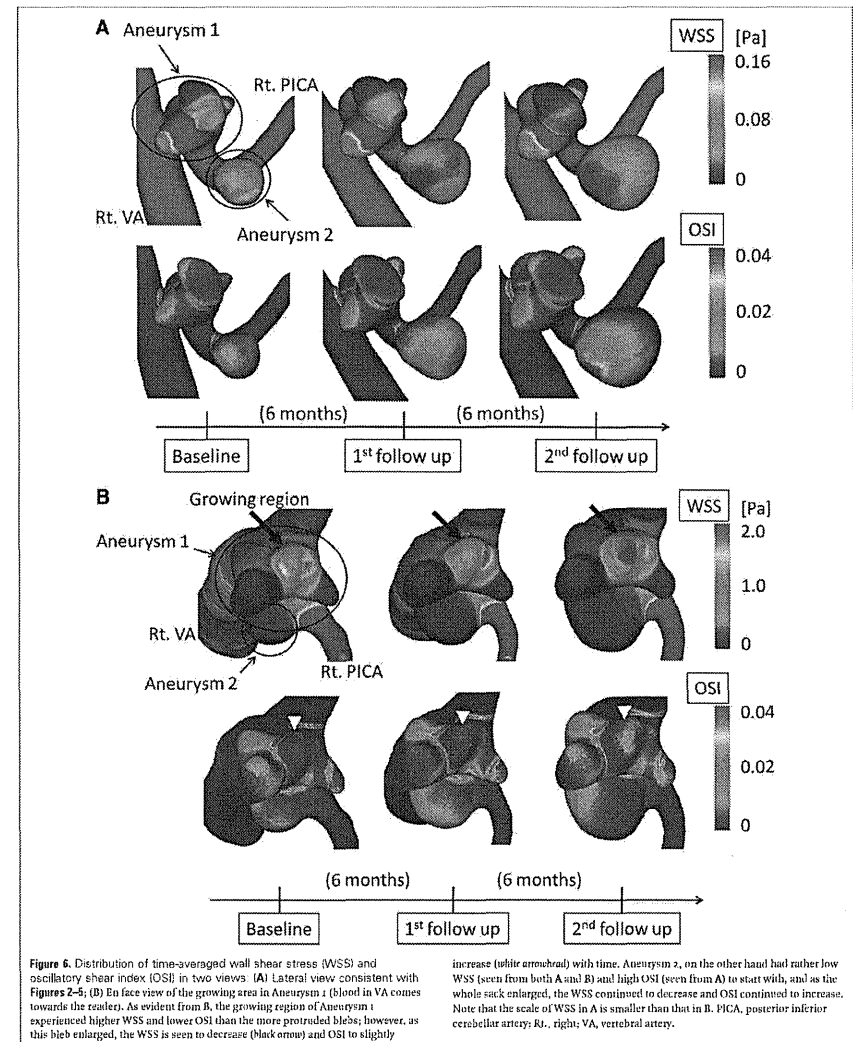 A
Aneurysm 1
Rt. PICA
Rt. VA
Aneurysm 2
WSS [Pa]
0.16
0.08
0
OSI
0.04
0.02
0
(6 months) (6 months)
Baseline 1st follow up 2nd follow up
B
Growing region
Aneurysm 1
Rt. VA
Aneurysm 2
Rt. PICA
WSS [Pa]
2.0
1.0
0
OSI
0.04
0.02
0
(6 months) (6 months)
Baseline 1st follow up 2nd follow up
Figure 6. Distribution of time-averaged wall shear stress (WSS) and
oscillatory shear index (OSI) in two views: (A) Lateral view consistent with
Figures 2–5; (B) En face view of the growing area in Aneurysm 1 (blood in VA comes
towards the reader). As evident from B, the growing region of Aneurysm 1
experienced higher WSS and lower OSI than the more protruded blebs; however, as
this bleb enlarged, the WSS is seen to decrease (black arrow) and OSI to slightly
increase (white arrowhead) with time. Aneurysm 2, on the other hand had rather low
WSS (seen from both A and B) and high OSI (seen from A) to start with, and as the
whole sack enlarged, the WSS continued to decrease and OSI continued to increase.
Note that the scale of WSS in A is smaller than that in B. PICA, posterior inferior
cerebellar artery; Rt., right; VA, vertebral artery.